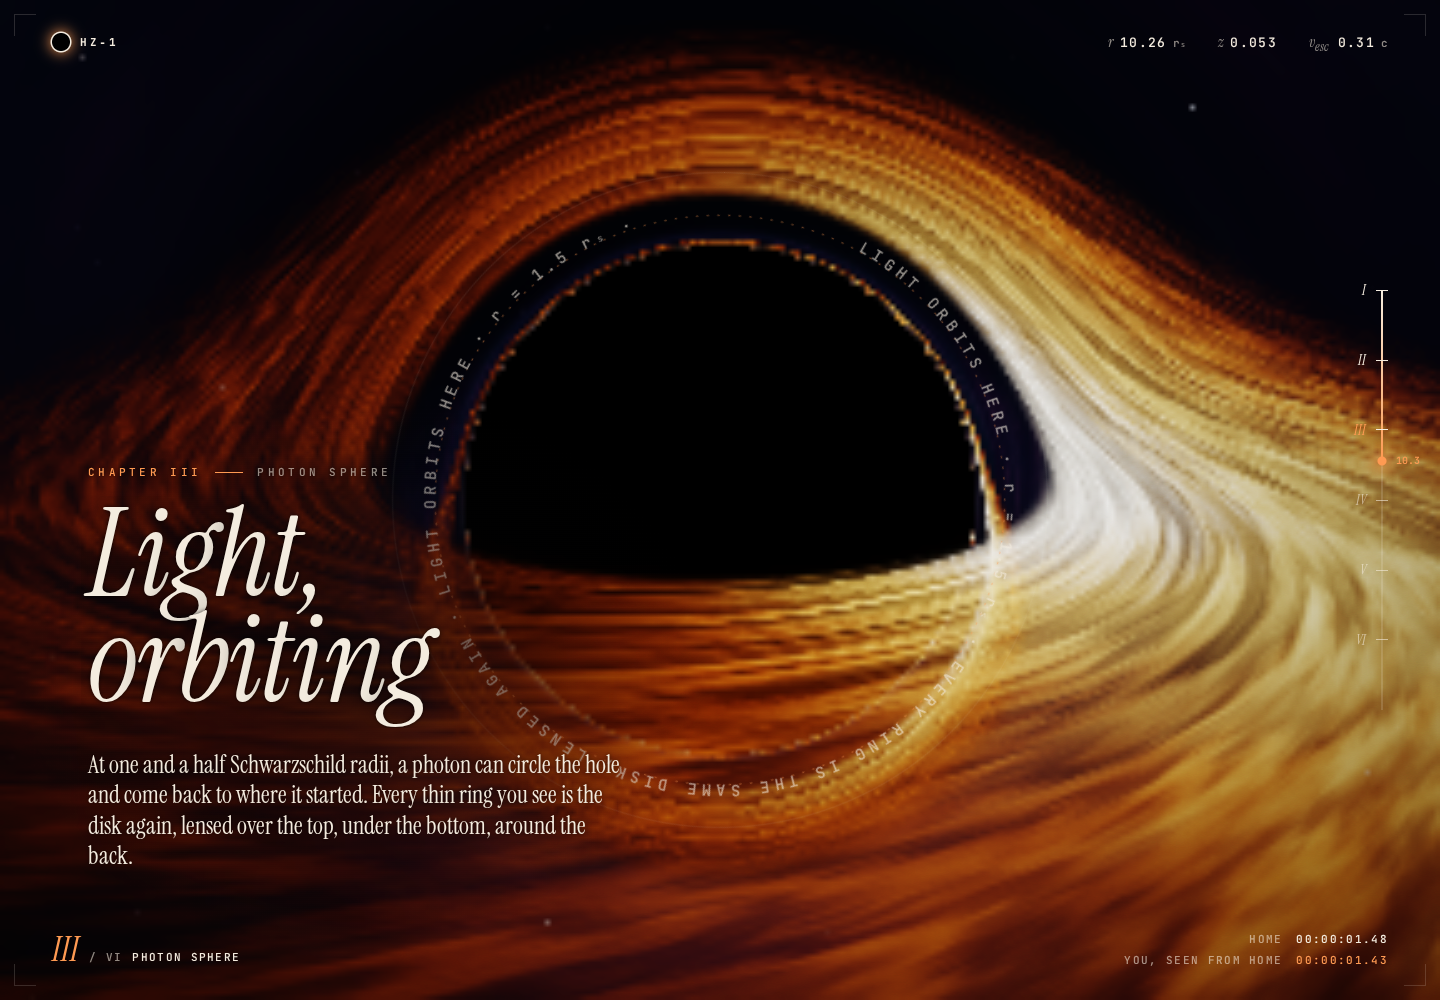 HZ-1
r 10.26 rₛ z 0.053 vesc 0.31 c
LIGHT ORBITS HERE · r = 1.5 rₛ · EVERY RING IS THE SAME DISK LENSED AGAIN · LIGHT ORBITS HERE · r = 1.5 rₛ ·
I
II
III
10.3
IV
V
VI
CHAPTER III — PHOTON SPHERE
Light,
orbiting
At one and a half Schwarzschild radii, a photon can circle the hole
and come back to where it started. Every thin ring you see is the
disk again, lensed over the top, under the bottom, around the
back.
III / VI PHOTON SPHERE
HOME 00:00:01.48
YOU, SEEN FROM HOME 00:00:01.43